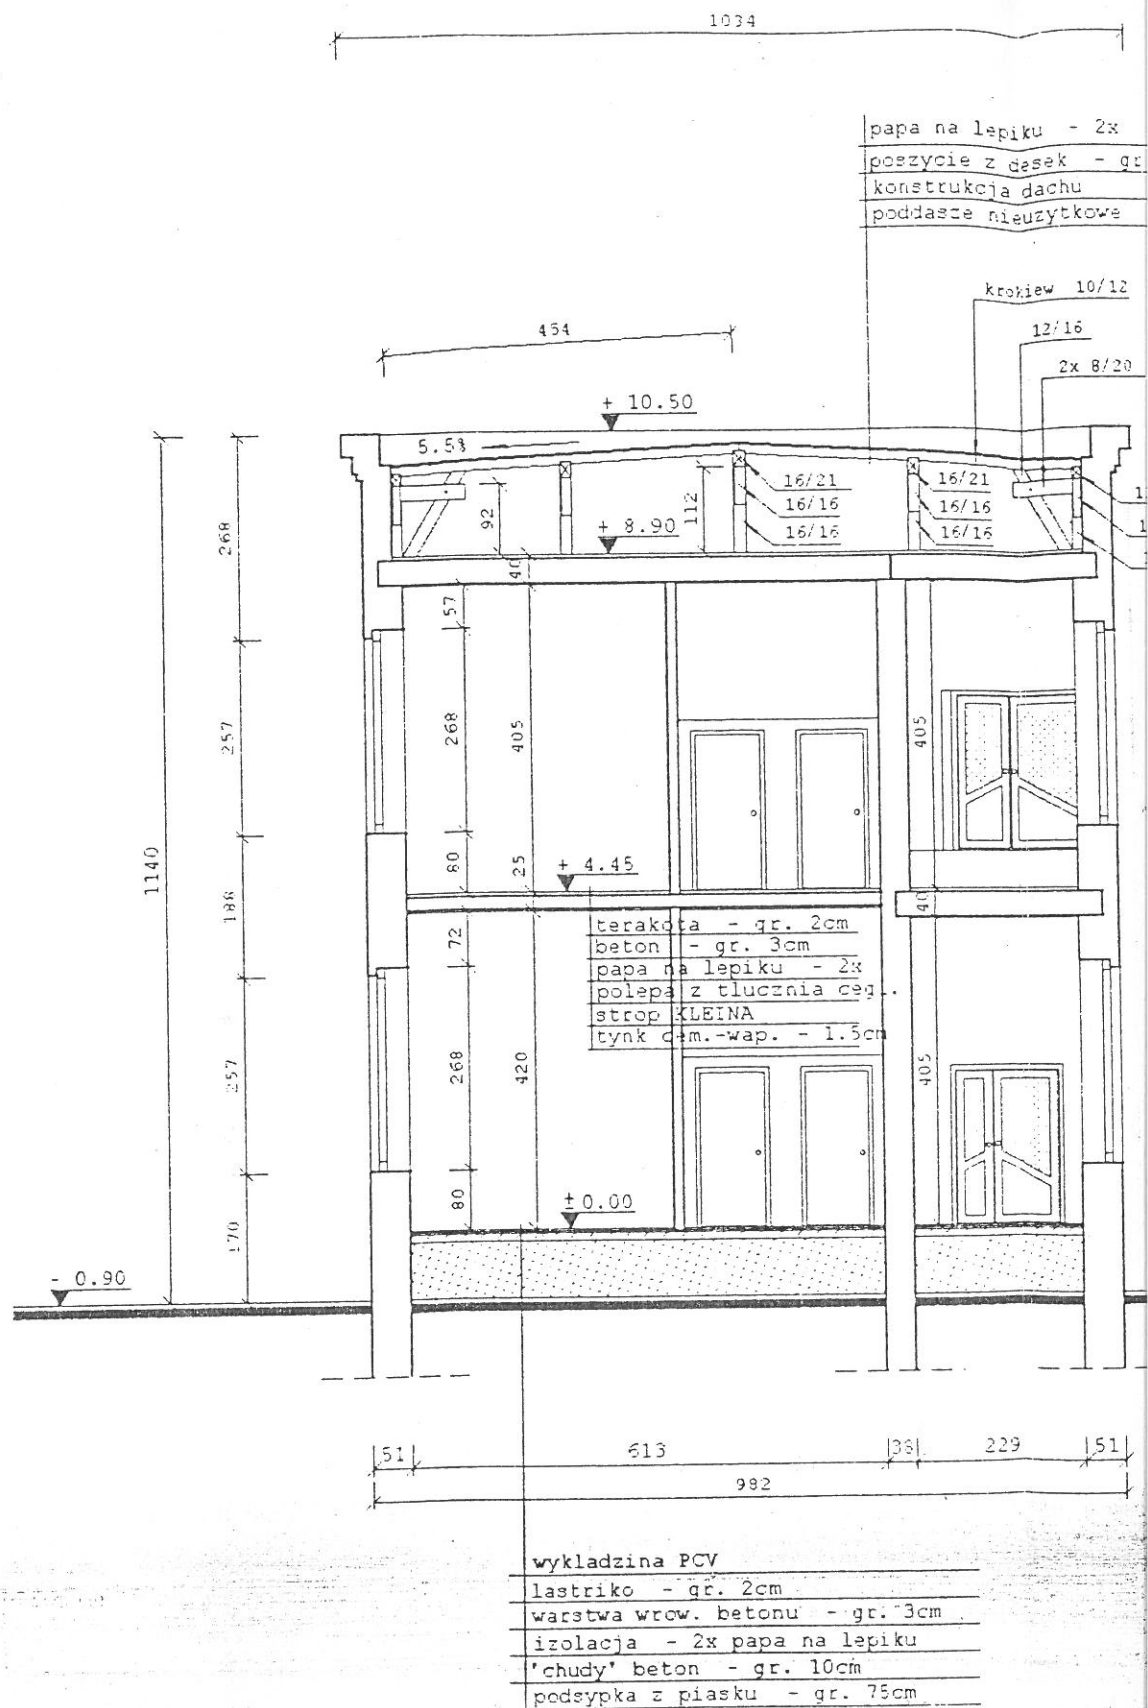 1034
papa na lepiku - 2x
poszycie z desek - gr
konstrukcja dachu
poddasze nieuzytkowe
krokiew 10/12
12/16
2x 8/20
454
+ 10.50
5.5%
16/21
16/16
16/16
16/21
16/16
16/16
92
112
+ 8.90
268
40
57
257
268
405
405
1140
80
25
+ 4.45
188
40
72
terakota - gr. 2cm
beton - gr. 3cm
papa na lepiku - 2x
polepa z tlucznia ceg.
strop KLEINA
tynk cem.-wap. - 1.5cm
257
268
420
405
80
± 0.00
170
- 0.90
51
613
38
229
51
982
wykladzina PCV
lastriko - gr. 2cm
warstwa wrow. betonu - gr. 3cm
izolacja - 2x papa na lepiku
'chudy' beton - gr. 10cm
podsypka z piasku - gr. 75cm